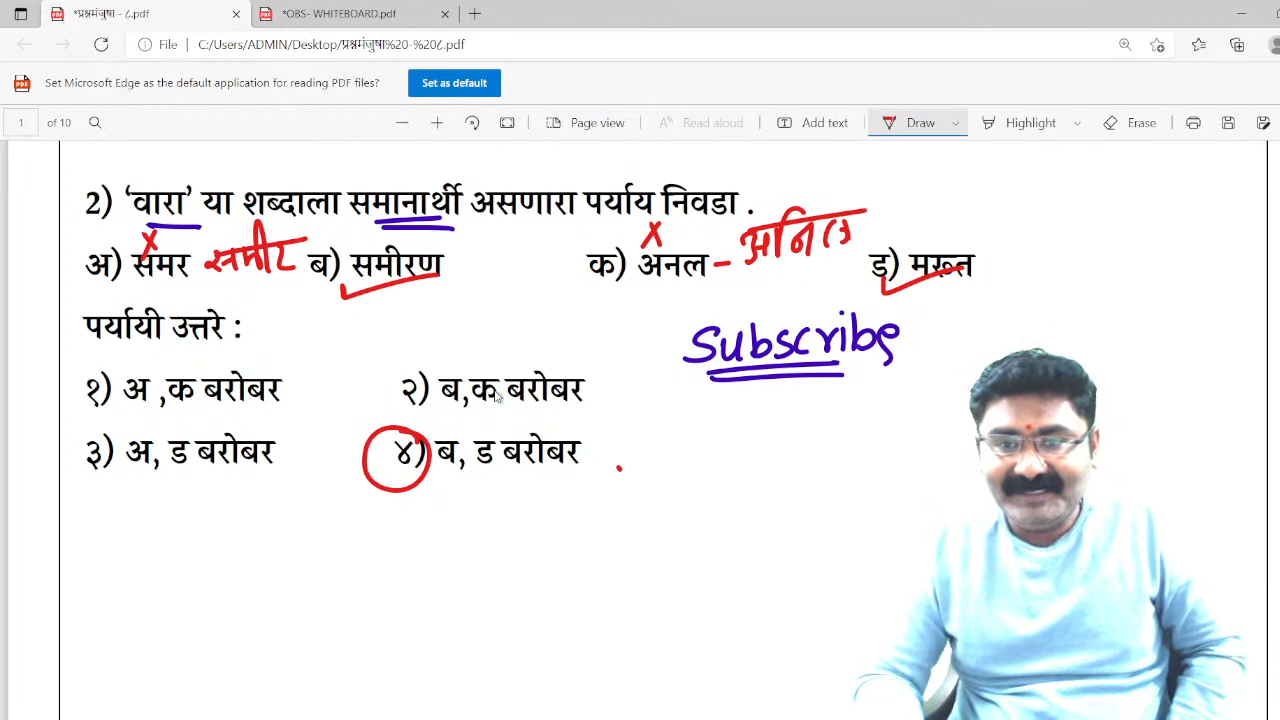 *प्रश्नमंजुषा - ८.pdf
*OBS- WHITEBOARD.pdf
File C:/Users/ADMIN/Desktop/प्रश्नमंजुषा%20-%20८.pdf
Set Microsoft Edge as the default application for reading PDF files? Set as default
1 of 10 Page view Read aloud Add text Draw Highlight Erase
2) ‘वारा’ या शब्दाला समानार्थी असणारा पर्याय निवडा .
अ) समर समीर ब) समीरण क) अनल - अनिल ड) मरूत
पर्यायी उत्तरे :
Subscribe
१) अ ,क बरोबर २) ब,क बरोबर
३) अ, ड बरोबर ४) ब, ड बरोबर